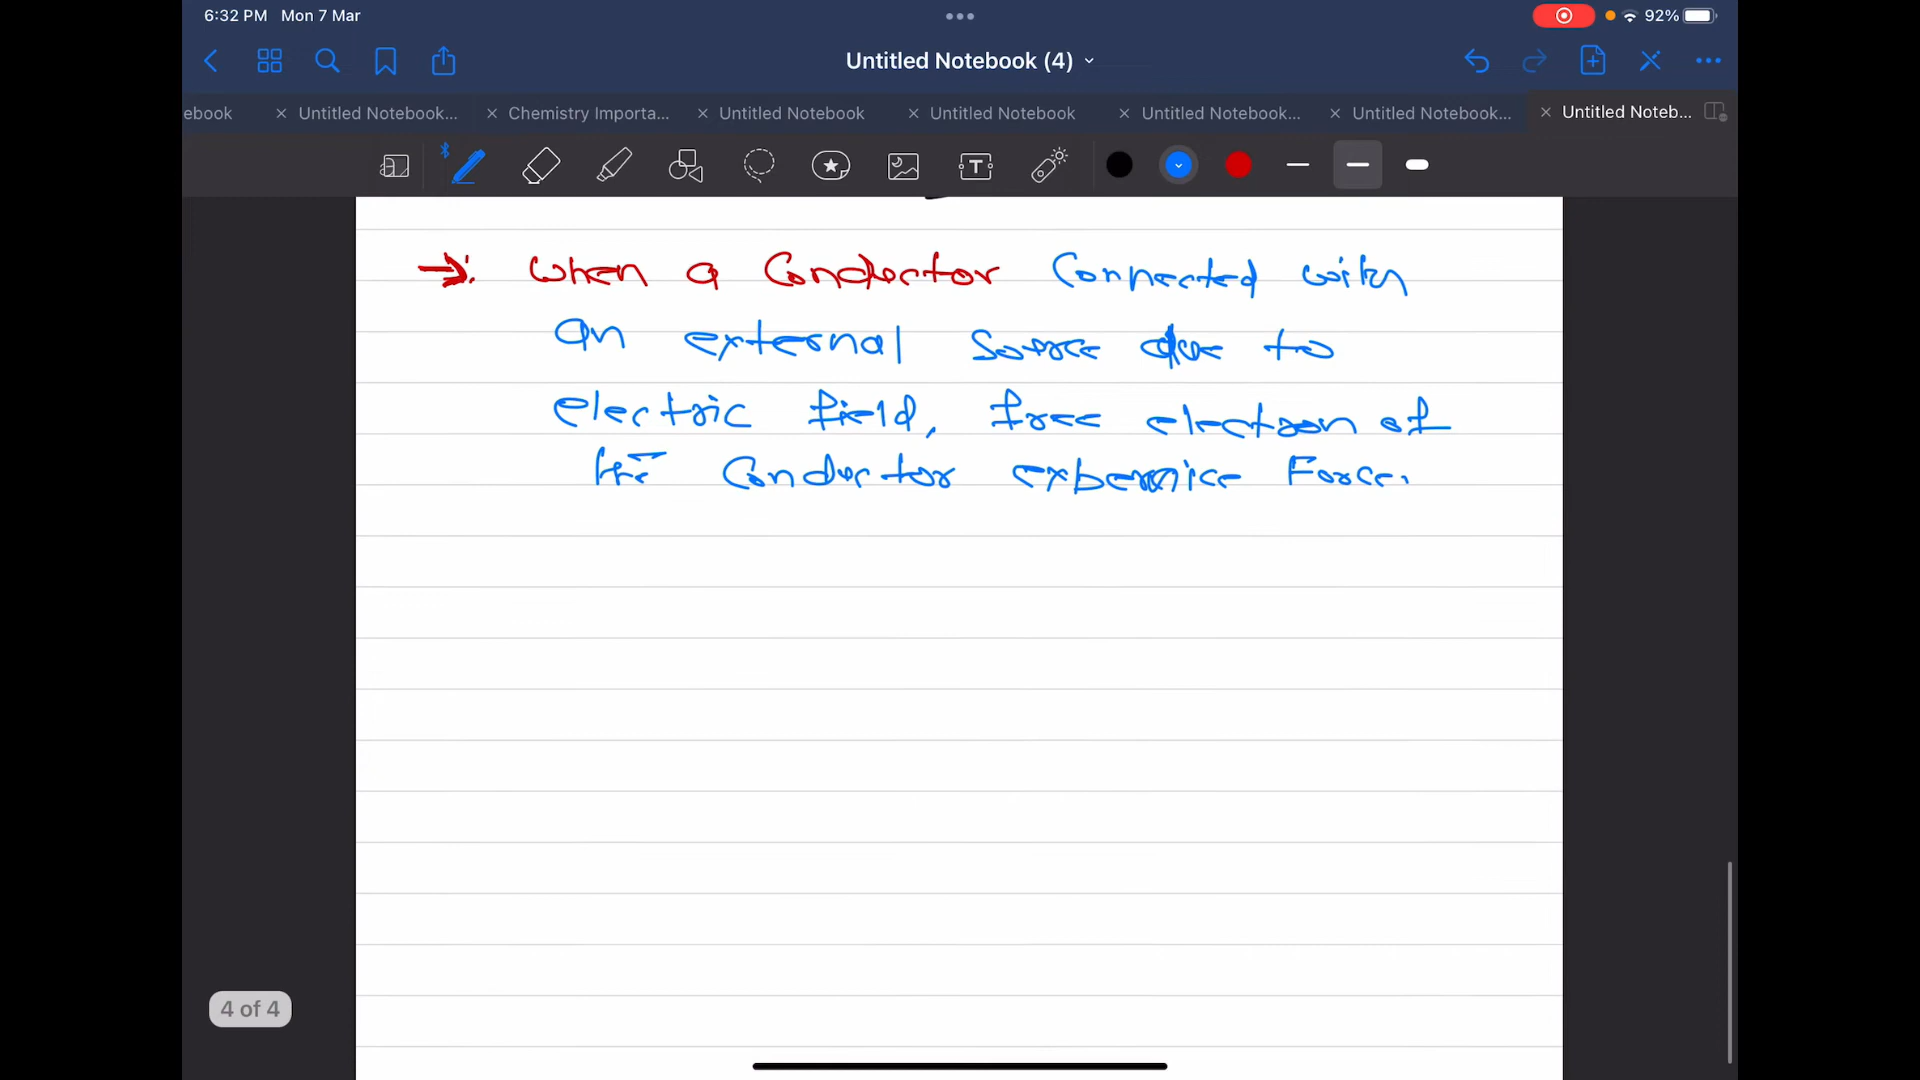 6:32 PM Mon 7 Mar
92%
Untitled Notebook (4)
ebook
Untitled Notebook...
Chemistry Importa...
Untitled Notebook
Untitled Notebook
Untitled Notebook...
Untitled Notebook...
Untitled Noteb...
→: When a Conductor Connected with
an external Source due to
electric field, free electron of
the Conductor expernice Force.
4 of 4